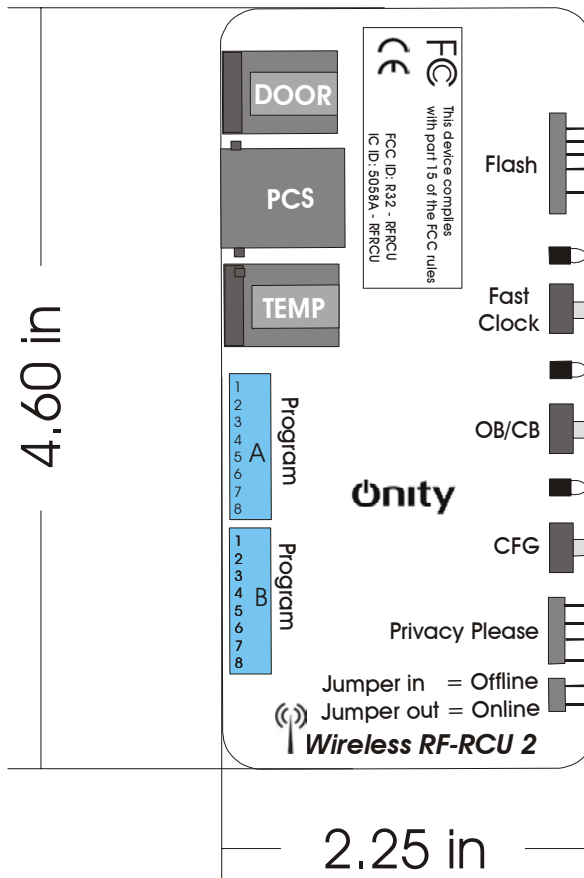 DOOR
PCS
TEMP
FC
CE
This device complies
with part 15 of the FCC rules
FCC ID: R32 - RFRCU
IC ID: 5058A - RFRCU
Flash
Fast
Clock
OB/CB
CFG
Privacy Please
Jumper in = Offline
Jumper out = Online
Wireless RF-RCU 2
Onity
1
2
3
4
5
6
7
8
A
Program
1
2
3
4
5
6
7
8
B
Program
4.60 in
2.25 in